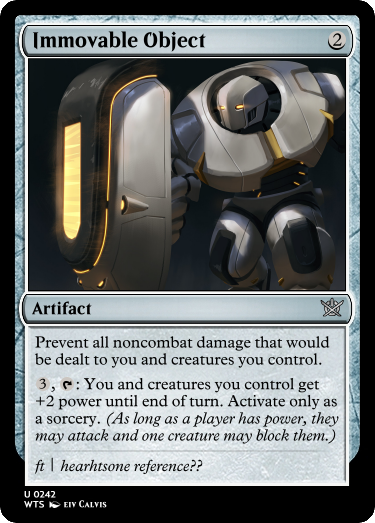 Immovable Object 2
Artifact
Prevent all noncombat damage that would
be dealt to you and creatures you control.
3, : You and creatures you control get
+2 power until end of turn. Activate only as
a sorcery. (As long as a player has power, they
may attack and one creature may block them.)
ft | hearhtsone reference??
U 0242
WTS EIV CALVIS